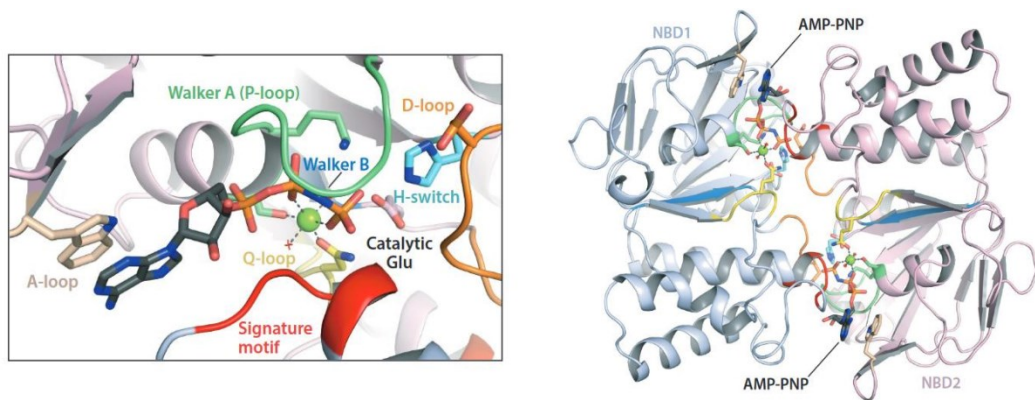 Walker A (P-loop)
D-loop
Walker B
H-switch
Catalytic
Glu
Q-loop
A-loop
Signature
motif
AMP-PNP
NBD1
AMP-PNP
NBD2